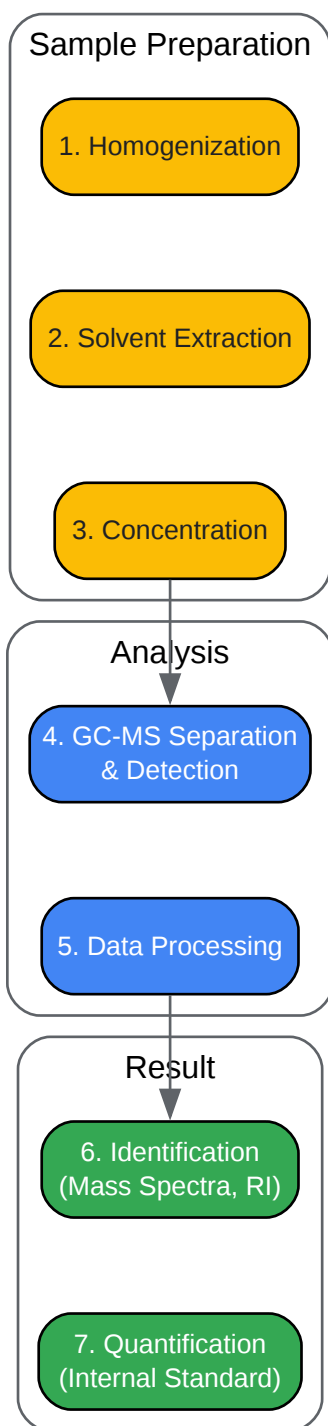 Sample Preparation
1. Homogenization
2. Solvent Extraction
3. Concentration
Analysis
4. GC-MS Separation
& Detection
5. Data Processing
Result
6. Identification
(Mass Spectra, RI)
7. Quantification
(Internal Standard)